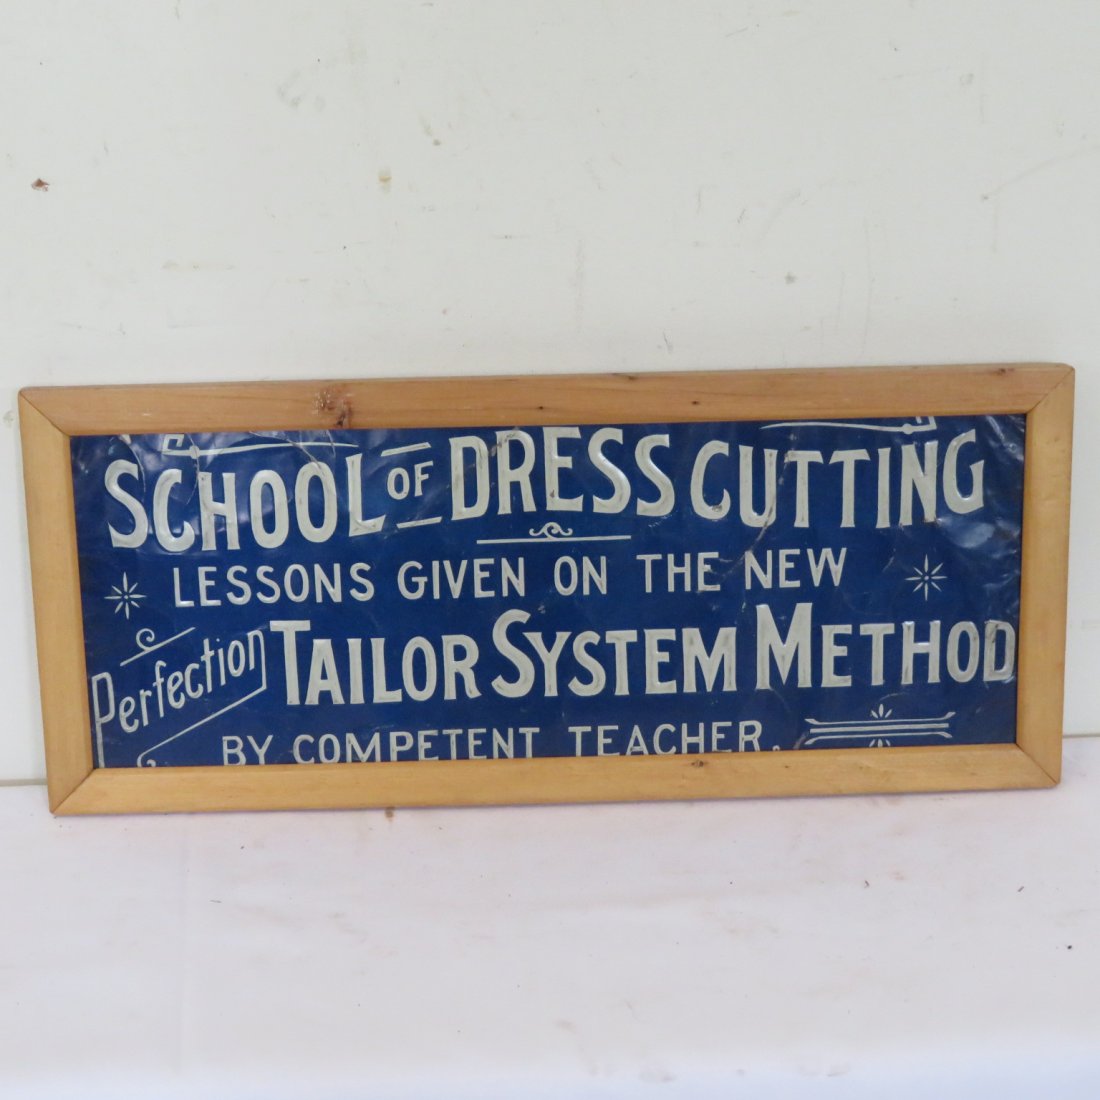 SCHOOL OF DRESS CUTTING
LESSONS GIVEN ON THE NEW
Perfection TAILOR SYSTEM METHOD
BY COMPETENT TEACHER.